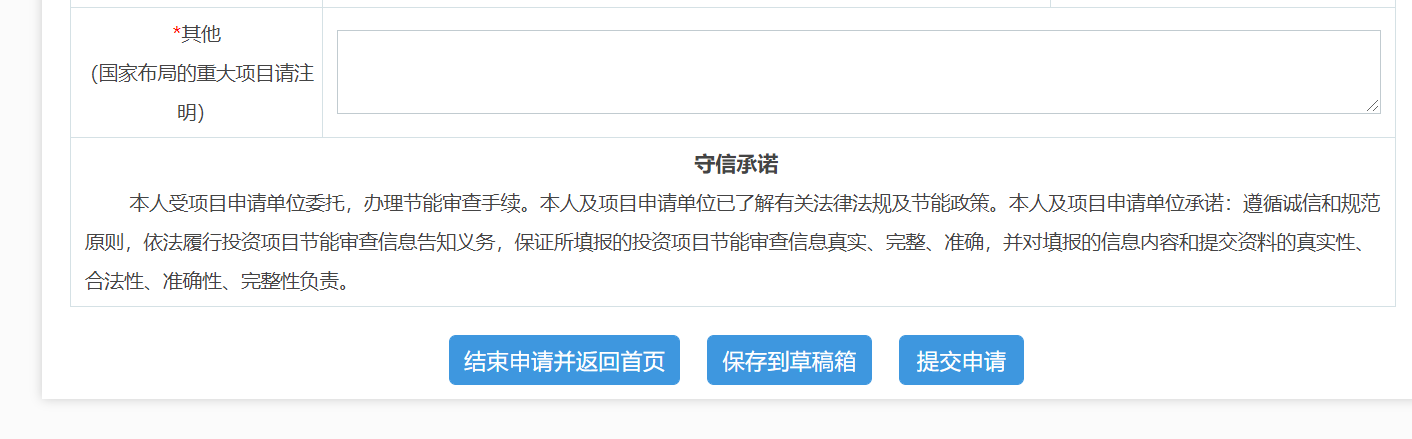 *其他
(国家布局的重大项目请注
明)
守信承诺
本人受项目申请单位委托，办理节能审查手续。本人及项目申请单位已了解有关法律法规及节能政策。本人及项目申请单位承诺：遵循诚信和规范
原则，依法履行投资项目节能审查信息告知义务，保证所填报的投资项目节能审查信息真实、完整、准确，并对填报的信息内容和提交资料的真实性、
合法性、准确性、完整性负责。
结束申请并返回首页 保存到草稿箱 提交申请